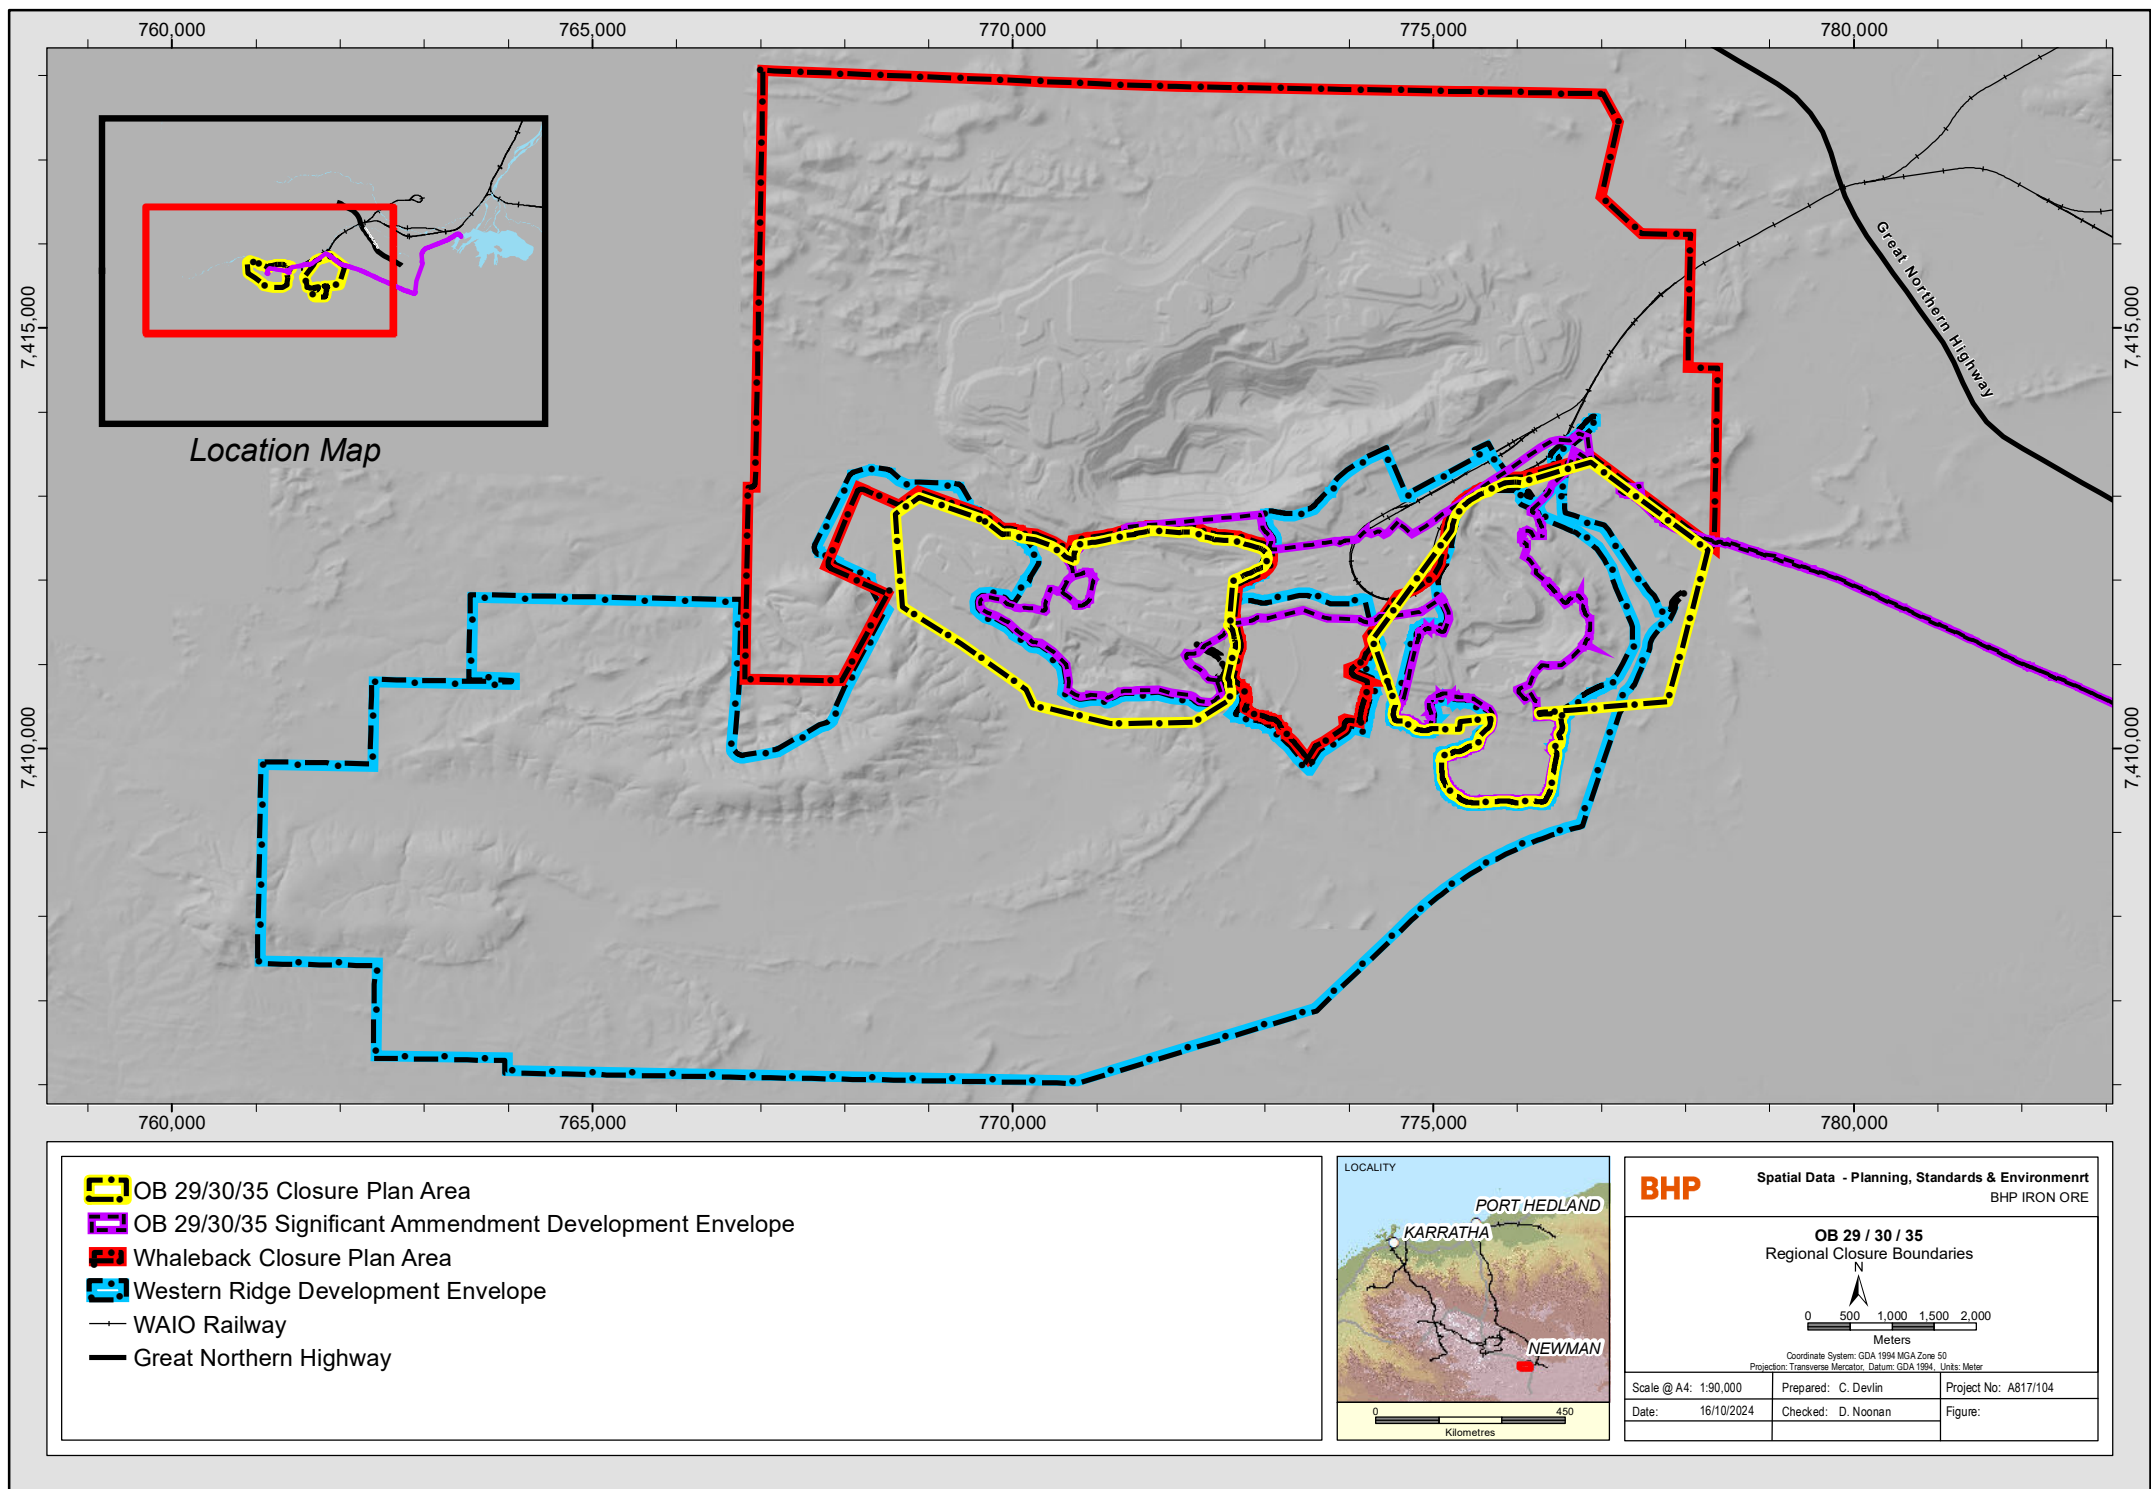 760,000 765,000 770,000 775,000 780,000
7,415,000 7,415,000
7,410,000 7,410,000
Location Map
Great Northern Highway
760,000 765,000 770,000 775,000 780,000
OB 29/30/35 Closure Plan Area
OB 29/30/35 Significant Ammendment Development Envelope
Whaleback Closure Plan Area
Western Ridge Development Envelope
WAIO Railway
Great Northern Highway
LOCALITY
PORT HEDLAND
KARRATHA
NEWMAN
0 450
Kilometres
BHP
Spatial Data - Planning, Standards & Environmenrt
BHP IRON ORE
OB 29 / 30 / 35
Regional Closure Boundaries
N
0 500 1,000 1,500 2,000
Meters
Coordinate System: GDA 1994 MGA Zone 50
Projection: Transverse Mercator, Datum: GDA 1994, Units: Meter
Scale @ A4: 1:90,000 Prepared: C. Devlin Project No: A817/104
Date: 16/10/2024 Checked: D. Noonan Figure: